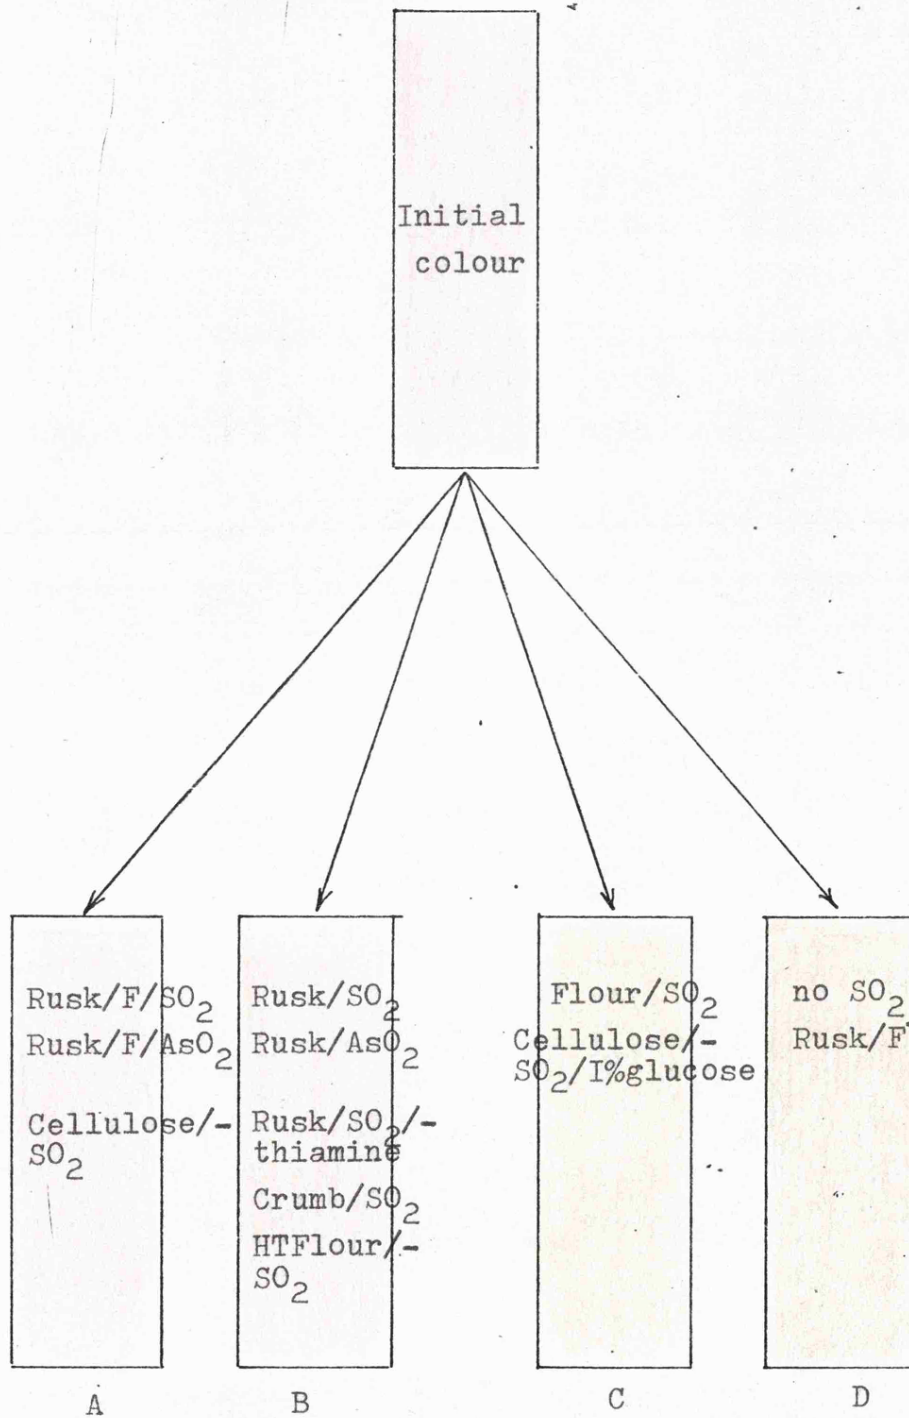 Initial
colour
Rusk/F/SO2
Rusk/F/AsO2
Cellulose/-
SO2
A
Rusk/SO2
Rusk/AsO2
Rusk/SO2/-
thiamine
Crumb/SO2
HTFlour/-
SO2
B
Flour/SO2
Cellulose/-
SO2/I%glucose
C
no SO2
Rusk/F
D